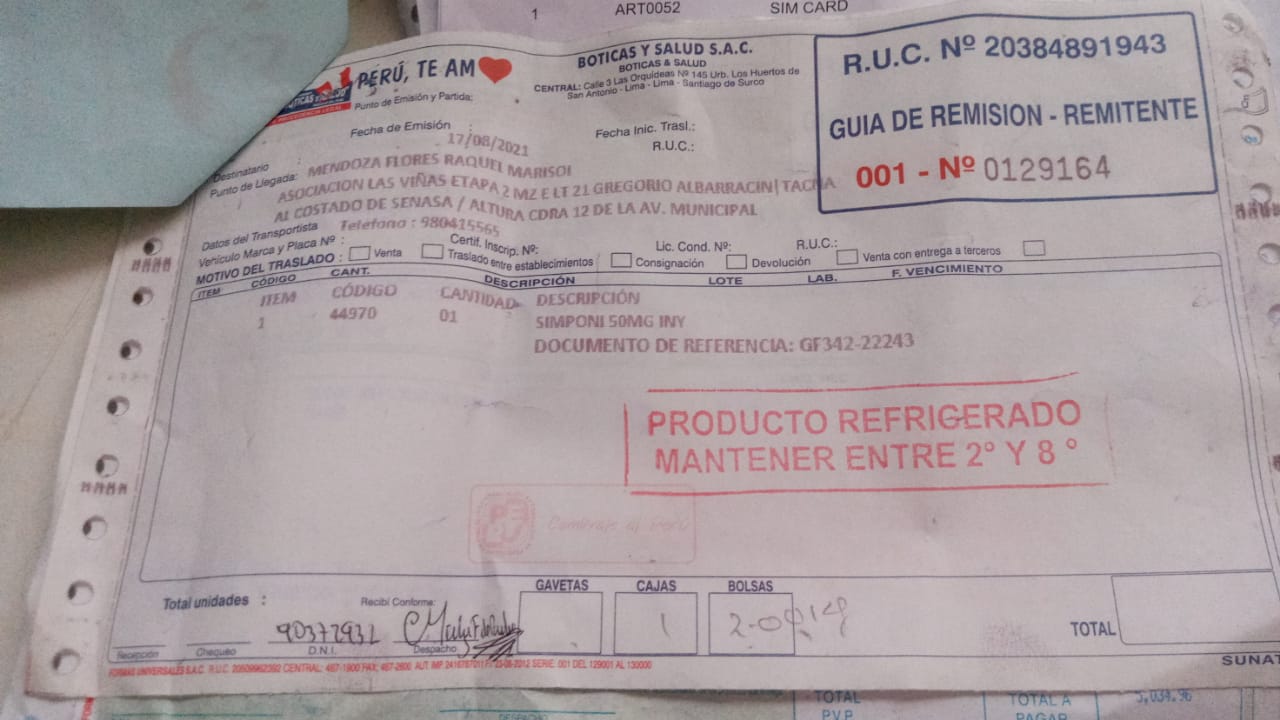 1 ART0052 SIM CARD
PERÚ, TE AM
BOTICAS Y SALUD S.A.C.
BOTICAS & SALUD
CENTRAL: Calle 3 Las Orquídeas Nº 145 Urb. Los Huertos de
San Antonio - Lima - Lima - Santiago de Surco
R.U.C. Nº 20384891943
GUIA DE REMISION - REMITENTE
001 - Nº 0129164
Punto de Emisión y Partida:
Fecha de Emisión
17/08/2021
Fecha Inic. Trasl.:
R.U.C.:
Destinatario
Punto de Llegada: MENDOZA FLORES RAQUEL MARISOL
ASOCIACION LAS VIÑAS ETAPA 2 MZ E LT 21 GREGORIO ALBARRACIN| TACNA
AL COSTADO DE SENASA / ALTURA CDRA 12 DE LA AV. MUNICIPAL
Teléfono : 980415565
Datos del Transportista
Vehículo Marca y Placa Nº : Certif. Inscrip. Nº: Lic. Cond. Nº: R.U.C.:
MOTIVO DEL TRASLADO : Venta Traslado entre establecimientos Consignación Devolución Venta con entrega a terceros
ITEM CÓDIGO CANT. DESCRIPCIÓN LOTE LAB. F. VENCIMIENTO
ITEM CÓDIGO CANTIDAD DESCRIPCIÓN
1 44970 01 SIMPONI 50MG INY
DOCUMENTO DE REFERENCIA: GF342-22243
PRODUCTO REFRIGERADO
MANTENER ENTRE 2° Y 8 °
Cómprale al Perú
GAVETAS CAJAS BOLSAS
Total unidades :
Recibí Conforme:
1
Recepción Chequeo D.N.I. Despacho
TOTAL
SUNAT
TOTAL
P.V.P
TOTAL A
PAGAR